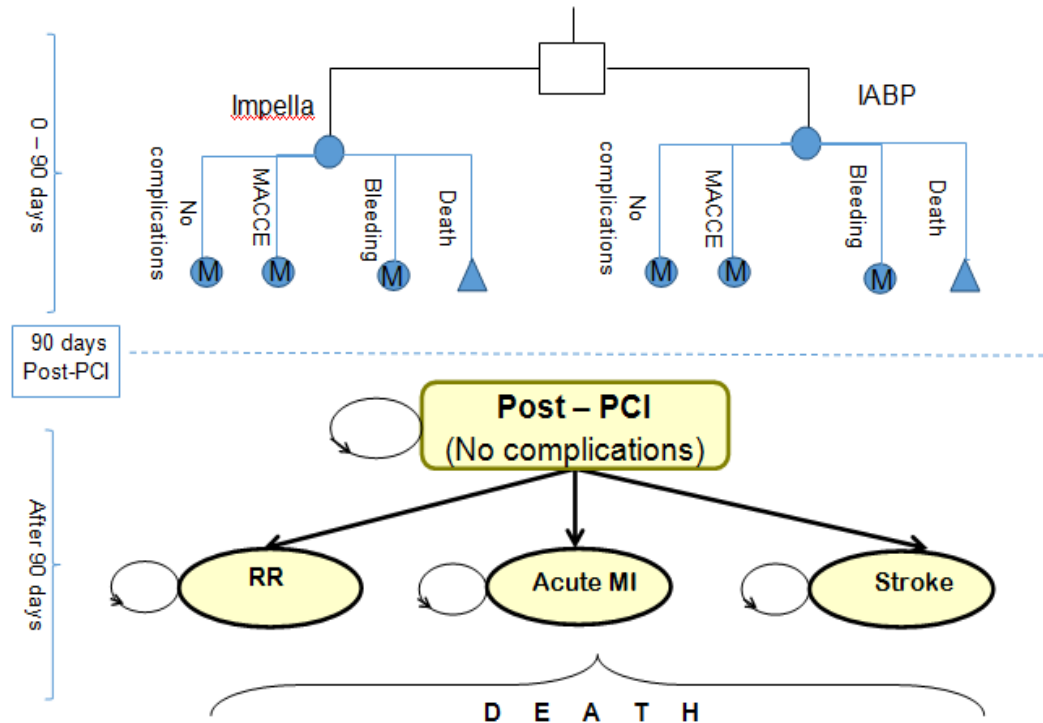 Impella
IABP
0 – 90 days
No
complications
MACCE
Bleeding
Death
No
complications
MACCE
Bleeding
Death
M
M
M
M
M
M
90 days
Post-PCI
Post – PCI
(No complications)
After 90 days
RR
Acute MI
Stroke
D E A T H